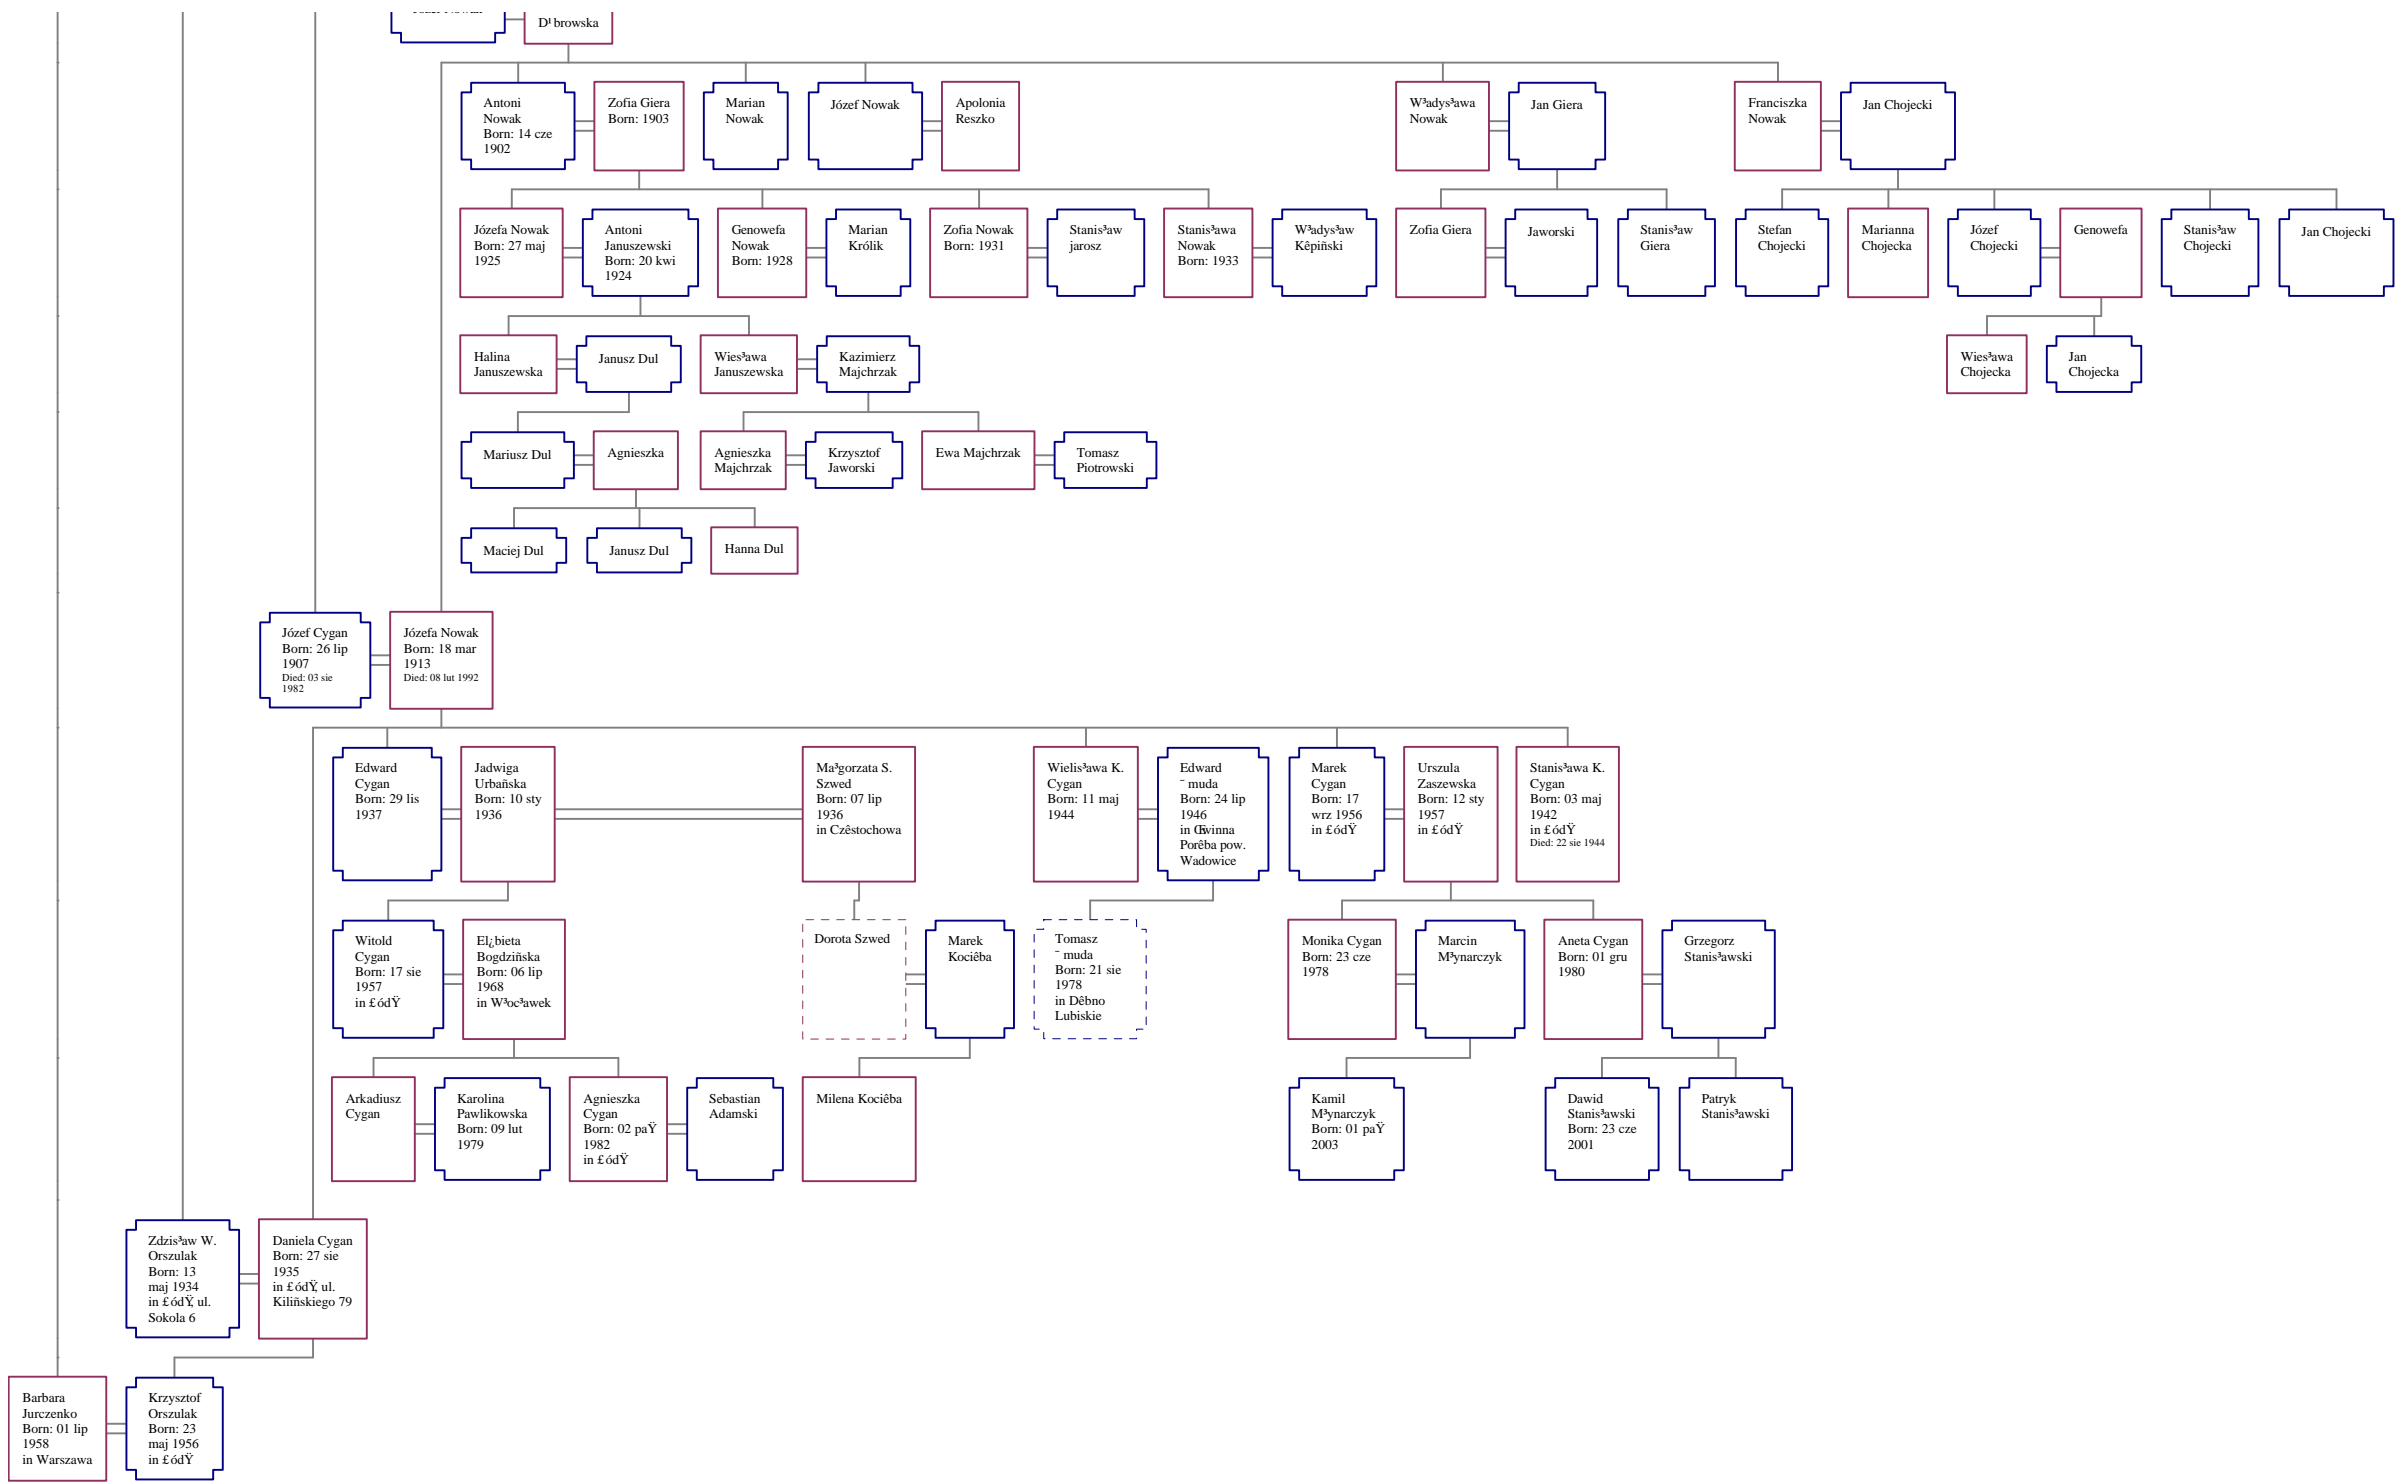 D¹browska
Antoni
Nowak
Born: 14 cze
1902
Zofia Giera
Born: 1903
Marian
Nowak
Józef Nowak
Apolonia
Reszko
W³adys³awa
Nowak
Jan Giera
Franciszka
Nowak
Jan Chojecki
Józefa Nowak
Born: 27 maj
1925
Antoni
Januszewski
Born: 20 kwi
1924
Genowefa
Nowak
Born: 1928
Marian
Królik
Zofia Nowak
Born: 1931
Stanis³aw
jarosz
Stanis³awa
Nowak
Born: 1933
W³adys³aw
Kêpiñski
Zofia Giera
Jaworski
Stanis³aw
Giera
Stefan
Chojecki
Marianna
Chojecka
Józef
Chojecki
Genowefa
Stanis³aw
Chojecki
Jan Chojecki
Halina
Januszewska
Janusz Dul
Wies³awa
Januszewska
Kazimierz
Majchrzak
Wies³awa
Chojecka
Jan
Chojecka
Mariusz Dul
Agnieszka
Agnieszka
Majchrzak
Krzysztof
Jaworski
Ewa Majchrzak
Tomasz
Piotrowski
Maciej Dul
Janusz Dul
Hanna Dul
Józef Cygan
Born: 26 lip
1907
Died: 03 sie
1982
Józefa Nowak
Born: 18 mar
1913
Died: 08 lut 1992
Edward
Cygan
Born: 29 lis
1937
Jadwiga
Urbañska
Born: 10 sty
1936
Ma³gorzata S.
Szwed
Born: 07 lip
1936
in Czêstochowa
Wielis³awa K.
Cygan
Born: 11 maj
1944
Edward
¯muda
Born: 24 lip
1946
in Œwinna
Porêba pow.
Wadowice
Marek
Cygan
Born: 17
wrz 1956
in £ódŸ
Urszula
Zaszewska
Born: 12 sty
1957
in £ódŸ
Stanis³awa K.
Cygan
Born: 03 maj
1942
in £ódŸ
Died: 22 sie 1944
Witold
Cygan
Born: 17 sie
1957
in £ódŸ
El¿bieta
Bogdziñska
Born: 06 lip
1968
in W³oc³awek
Dorota Szwed
Marek
Kociêba
Tomasz
¯muda
Born: 21 sie
1978
in Dêbno
Lubiskie
Monika Cygan
Born: 23 cze
1978
Marcin
M³ynarczyk
Aneta Cygan
Born: 01 gru
1980
Grzegorz
Stanis³awski
Arkadiusz
Cygan
Karolina
Pawlikowska
Born: 09 lut
1979
Agnieszka
Cygan
Born: 02 paŸ
1982
in £ódŸ
Sebastian
Adamski
Milena Kociêba
Kamil
M³ynarczyk
Born: 01 paŸ
2003
Dawid
Stanis³awski
Born: 23 cze
2001
Patryk
Stanis³awski
Zdzis³aw W.
Orszulak
Born: 13
maj 1934
in £ódŸ, ul.
Sokola 6
Daniela Cygan
Born: 27 sie
1935
in £ódŸ, ul.
Kiliñskiego 79
Barbara
Jurczenko
Born: 01 lip
1958
in Warszawa
Krzysztof
Orszulak
Born: 23
maj 1956
in £ódŸ